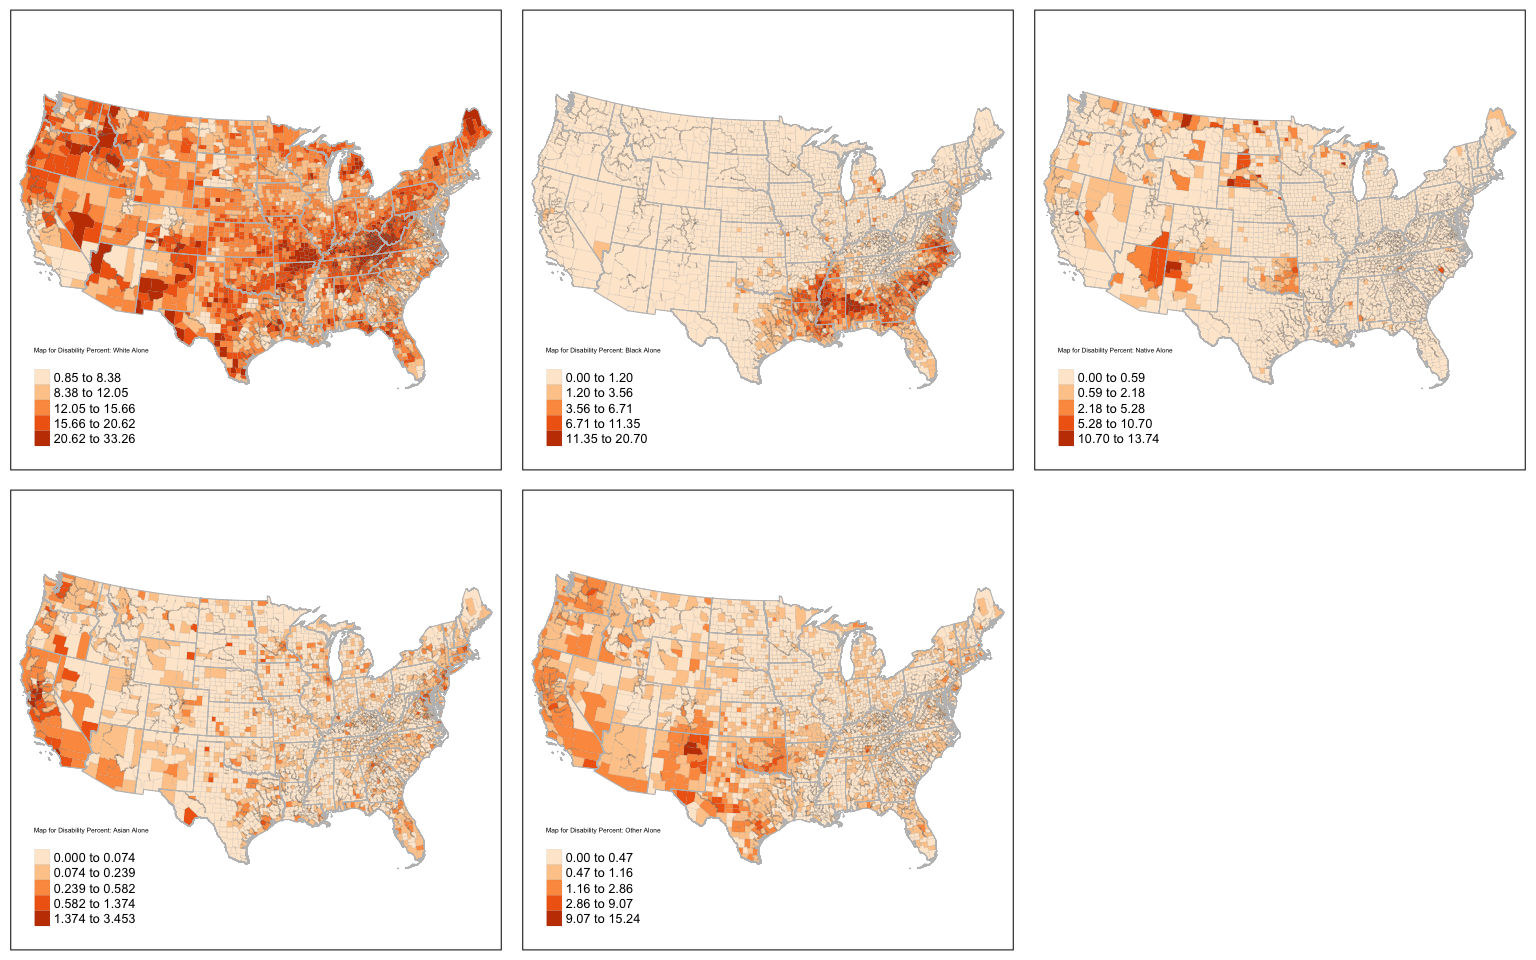 Map for Disability Percent: White Alone
0.85 to 8.38
8.38 to 12.05
12.05 to 15.66
15.66 to 20.62
20.62 to 33.26
Map for Disability Percent: Black Alone
0.00 to 1.20
1.20 to 3.56
3.56 to 6.71
6.71 to 11.35
11.35 to 20.70
Map for Disability Percent: Native Alone
0.00 to 0.59
0.59 to 2.18
2.18 to 5.28
5.28 to 10.70
10.70 to 13.74
Map for Disability Percent: Asian Alone
0.000 to 0.074
0.074 to 0.239
0.239 to 0.582
0.582 to 1.374
1.374 to 3.453
Map for Disability Percent: Other Alone
0.00 to 0.47
0.47 to 1.16
1.16 to 2.86
2.86 to 9.07
9.07 to 15.24